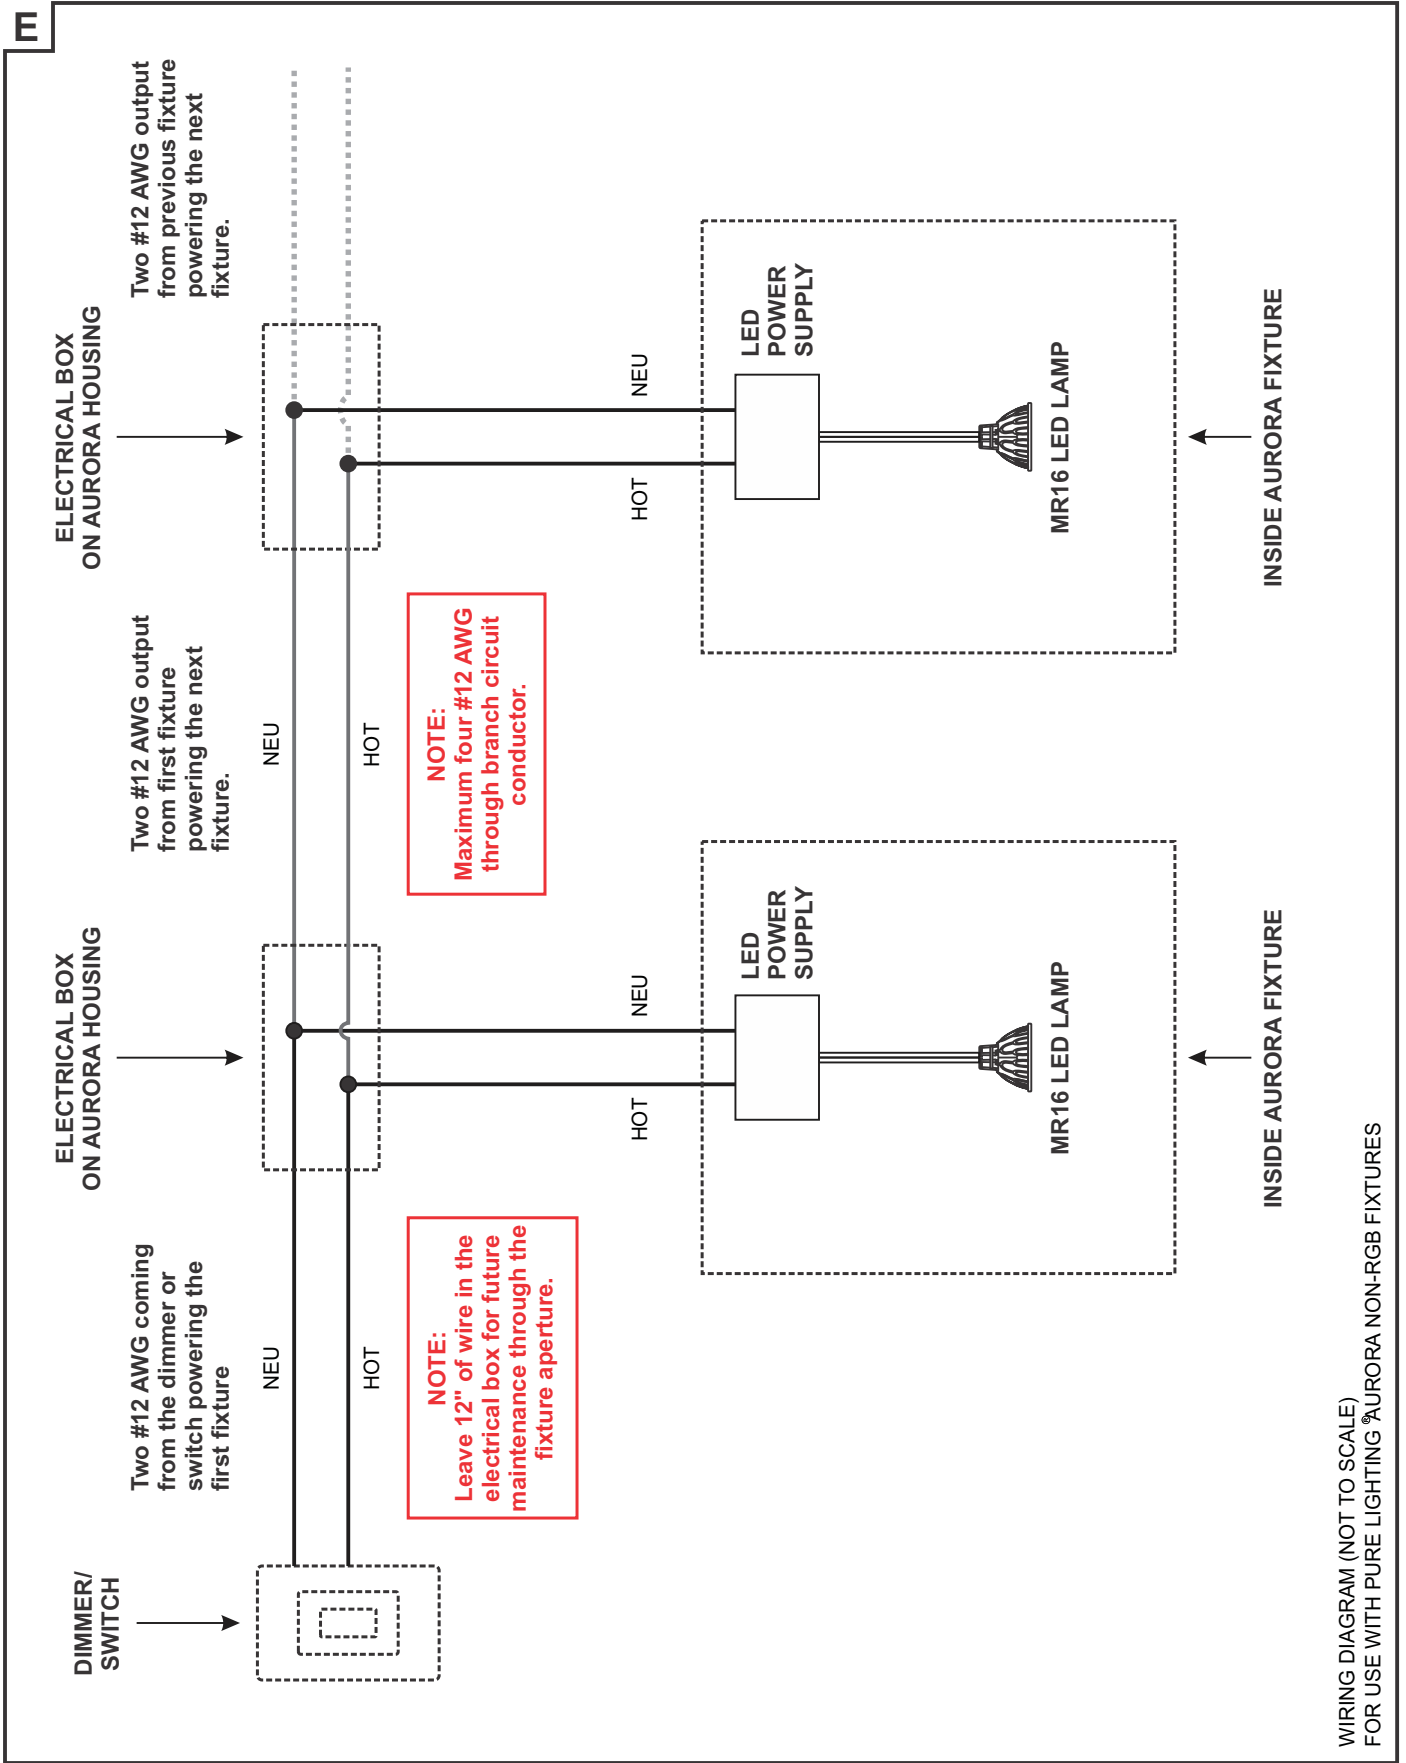 E
DIMMER/
SWITCH
Two #12 AWG coming
from the dimmer or
switch powering the
first fixture
NEU
HOT
NOTE:
Leave 12" of wire in the
electrical box for future
maintenance through the
fixture aperture.
ELECTRICAL BOX
ON AURORA HOUSING
HOT
NEU
LED
POWER
SUPPLY
MR16 LED LAMP
INSIDE AURORA FIXTURE
Two #12 AWG output
from first fixture
powering the next
fixture.
NEU
HOT
NOTE:
Maximum four #12 AWG
through branch circuit
conductor.
ELECTRICAL BOX
ON AURORA HOUSING
Two #12 AWG output
from previous fixture
powering the next
fixture.
HOT
NEU
LED
POWER
SUPPLY
MR16 LED LAMP
INSIDE AURORA FIXTURE
WIRING DIAGRAM (NOT TO SCALE)
FOR USE WITH PURE LIGHTING ® AURORA NON-RGB FIXTURES